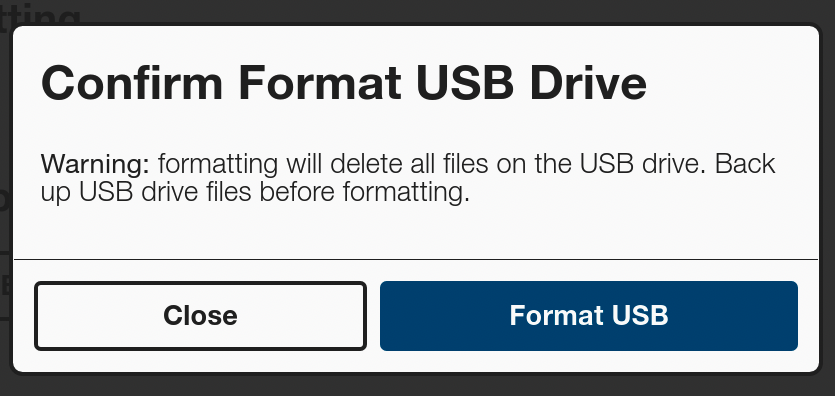 tting
Confirm Format USB Drive
Warning: formatting will delete all files on the USB drive. Back
up USB drive files before formatting.
Close
Format USB